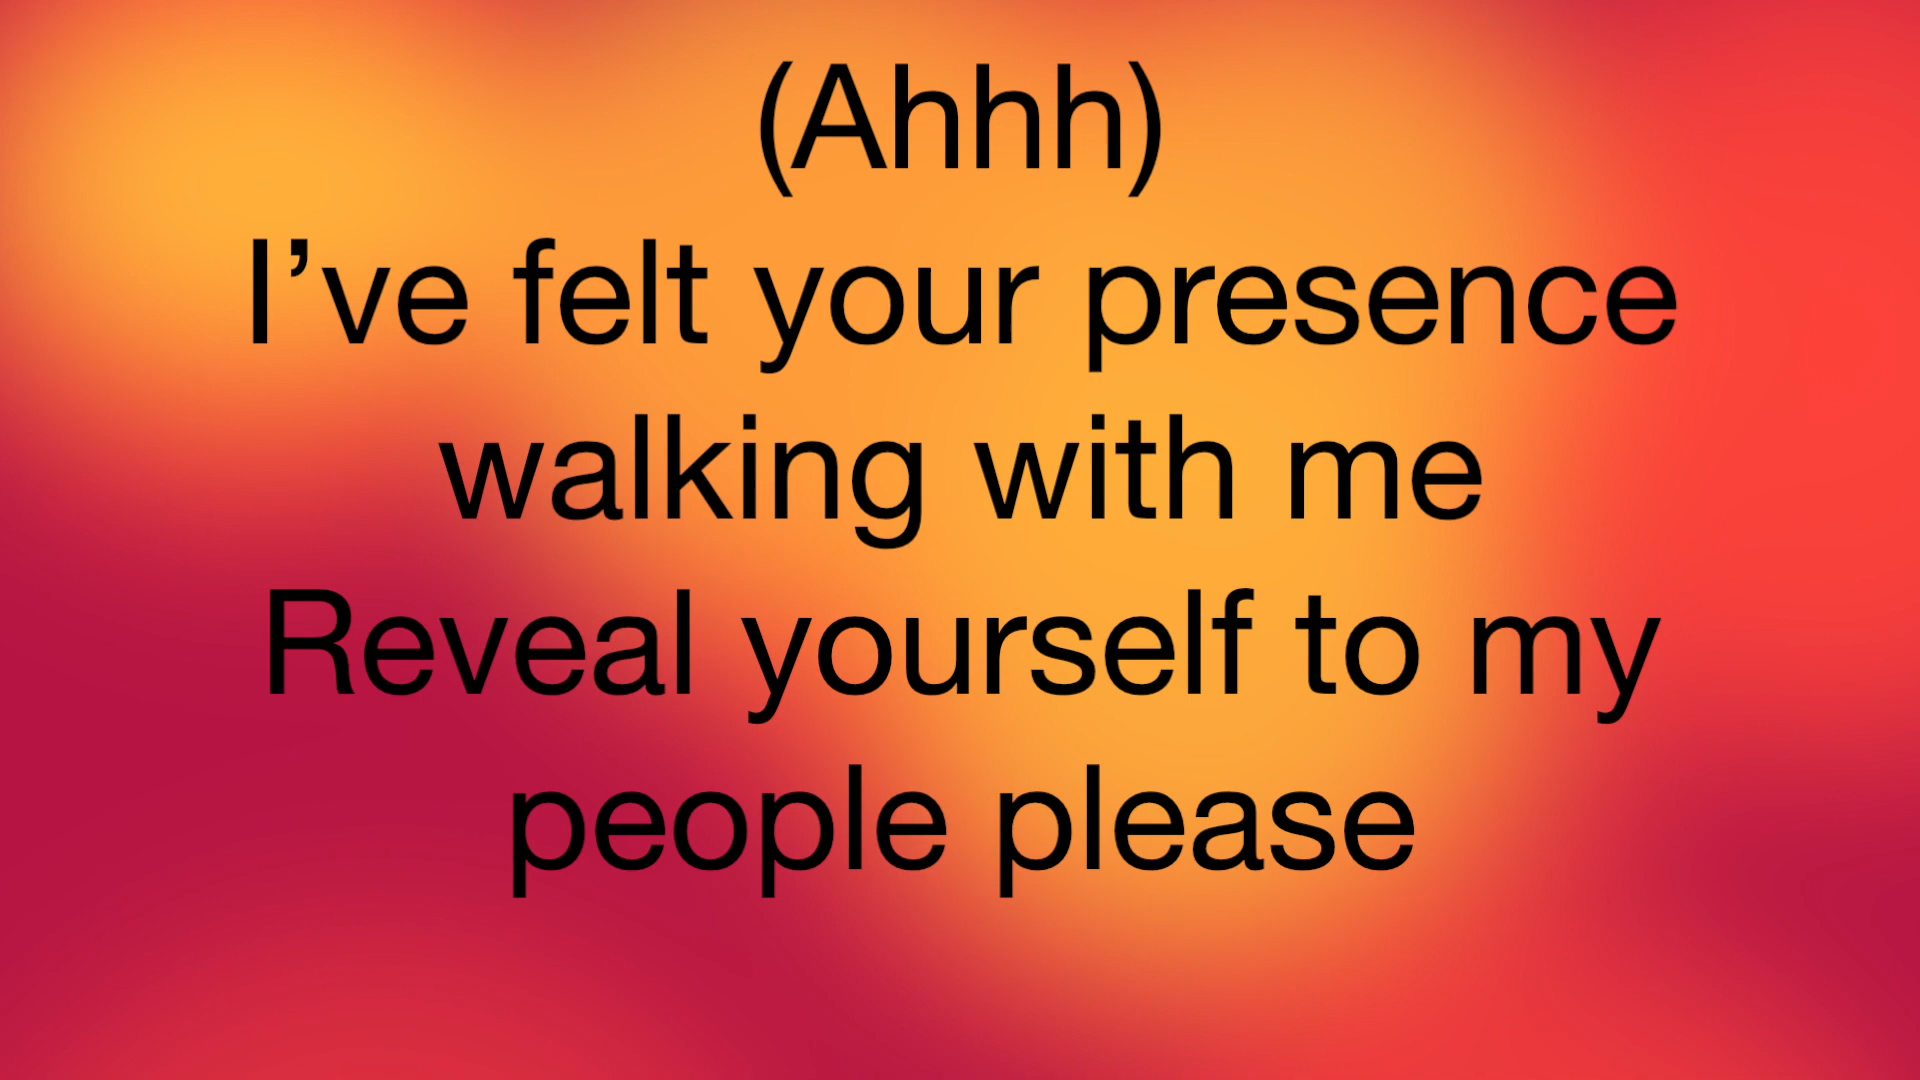 (Ahhh)
I’ve felt your presence
walking with me
Reveal yourself to my
people please